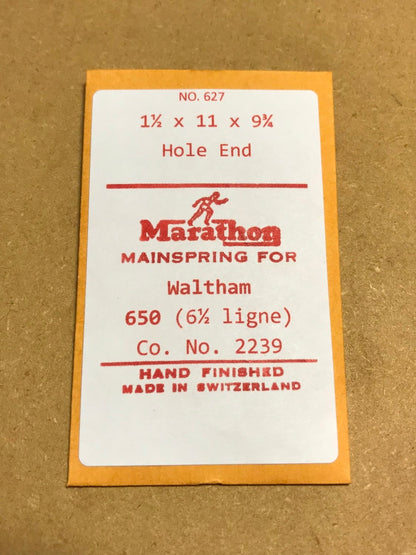 NO. 627
1½ x 11 x 9¾
Hole End
Marathon
MAINSPRING FOR
Waltham
650 (6½ ligne)
Co. No. 2239
HAND FINISHED
MADE IN SWITZERLAND